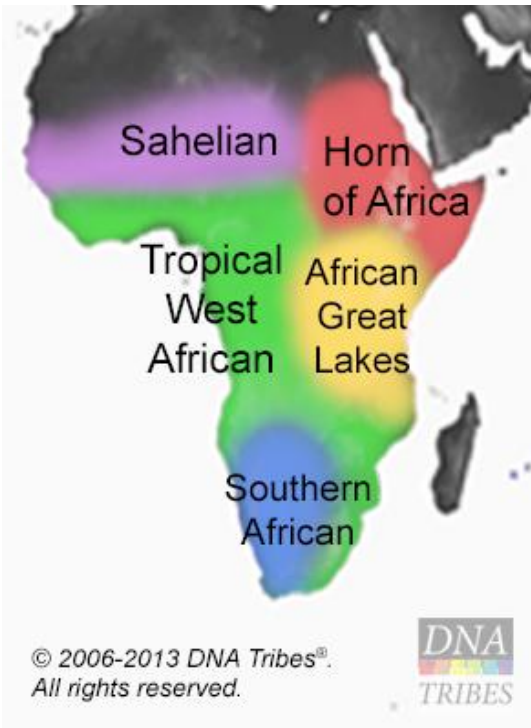 Sahelian
Horn
of Africa
Tropical
West
African
African
Great
Lakes
Southern
African
© 2006-2013 DNA Tribes®.
All rights reserved.
DNA
TRIBES